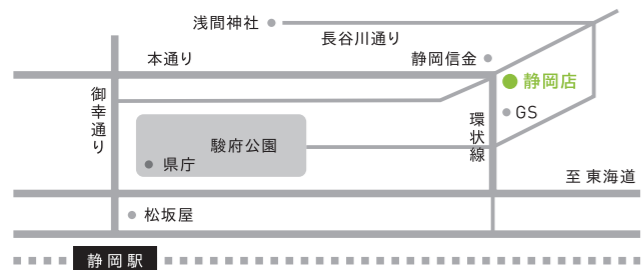 浅間神社
長谷川通り
本通り
静岡信金
静岡店
御幸通り
GS
環状線
駿府公園
県庁
至 東海道
松坂屋
静岡駅